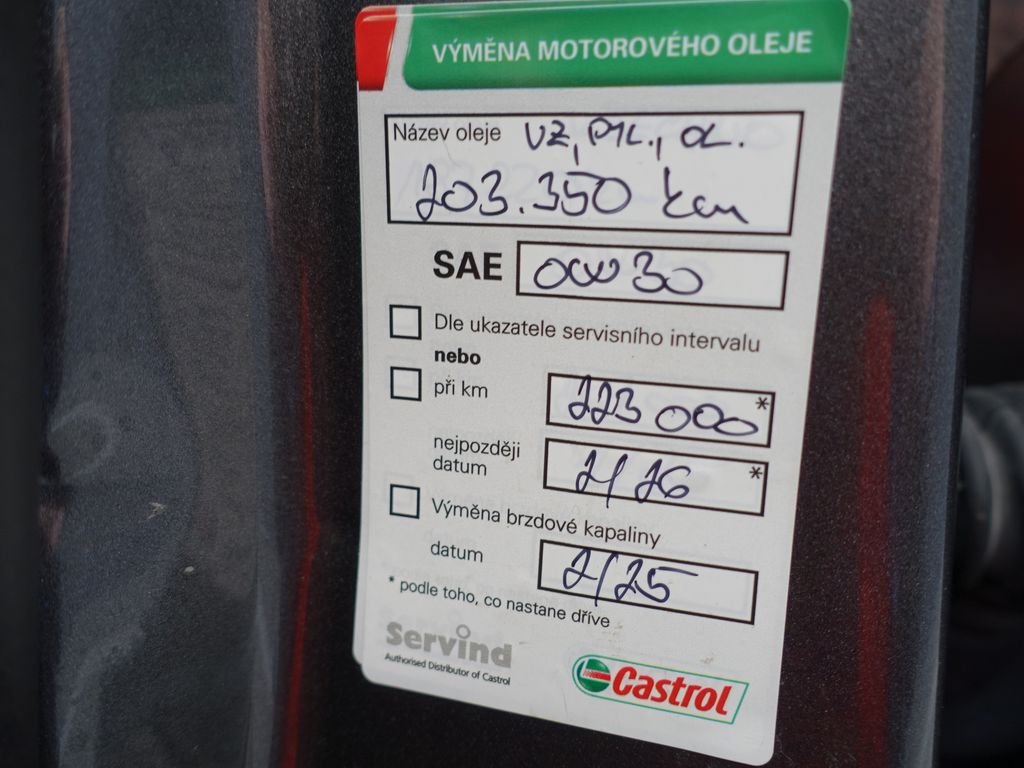 VÝMĚNA MOTOROVÉHO OLEJE
Název oleje VZ, PYL., OL.
203.350 km
SAE 0W30
Dle ukazatele servisního intervalu
nebo
při km 223 000 *
nejpozději
datum 2/26 *
Výměna brzdové kapaliny
datum 2/25
* podle toho, co nastane dříve
Servind
Authorised Distributor of Castrol
Castrol